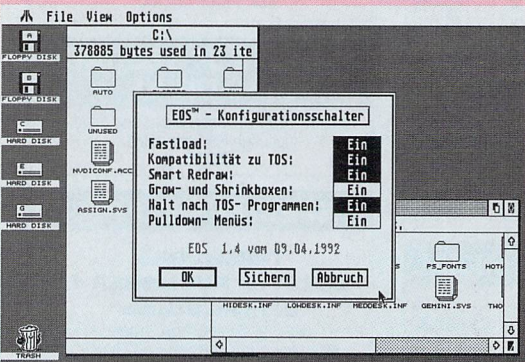 File View Options
A
FLOPPY DISK
B
FLOPPY DISK
C
HARD DISK
E
HARD DISK
G
HARD DISK
TRASH
C:\
378885 bytes used in 23 ite
AUTO
UNUSED
NVDICONF.ACC
ASSIGN.SYS
EOS™ - Konfigurationsschalter
Fastload: Ein
Kompatibilität zu TOS: Ein
Smart Redraw: Ein
Grow- und Shrinkboxen: Ein
Halt nach TOS- Programmen: Ein
Pulldown- Menüs: Ein
EOS 1.4 vom 09.04.1992
OK Sichern Abbruch
PS_FONTS
HIDESK.INF LOWDESK.INF MEDDESK.INF GEMINI.SYS